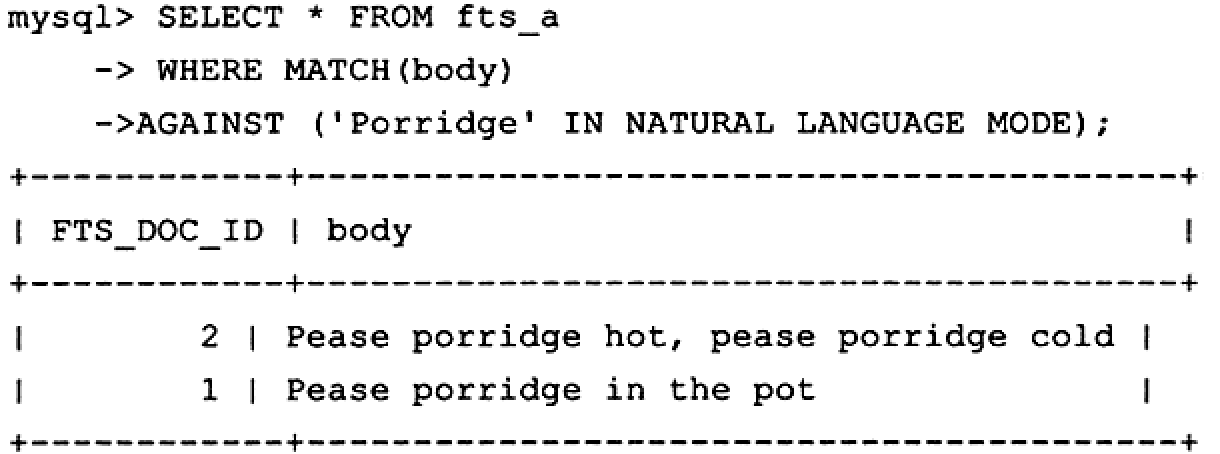 mysql> SELECT * FROM fts_a
    -> WHERE MATCH(body)
    ->AGAINST ('Porridge' IN NATURAL LANGUAGE MODE);
+------------+-----------------------------------------+
| FTS_DOC_ID | body                                    |
+------------+-----------------------------------------+
|        2 | Pease porridge hot, pease porridge cold |
|        1 | Pease porridge in the pot               |
+------------+-----------------------------------------+